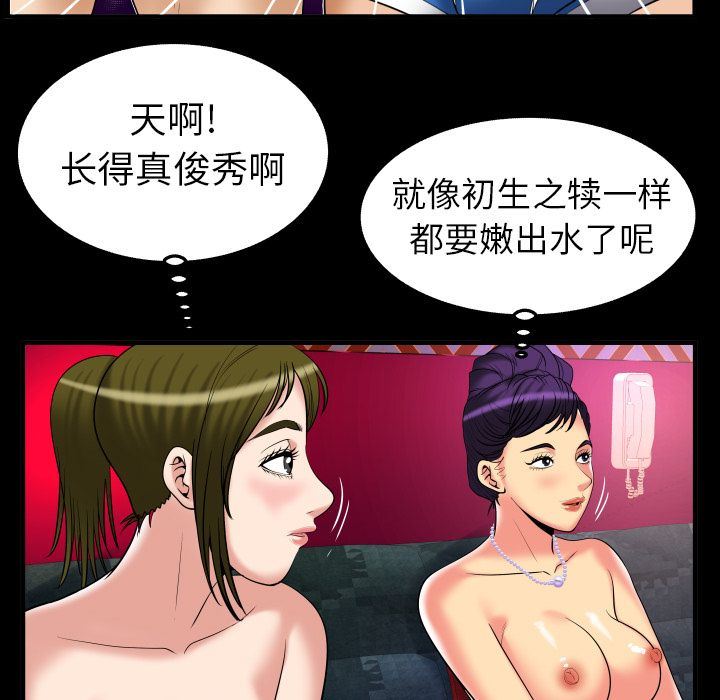 天啊!
长得真俊秀啊
就像初生之犊一样
都要嫩出水了呢